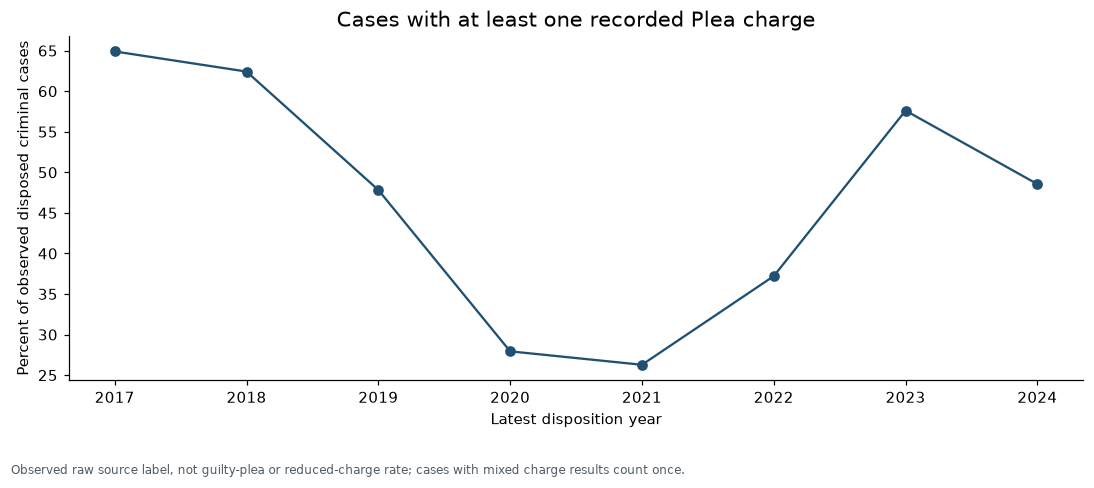 Cases with at least one recorded Plea charge
Percent of observed disposed criminal cases
65
60
55
50
45
40
35
30
25
2017 2018 2019 2020 2021 2022 2023 2024
Latest disposition year
Observed raw source label, not guilty-plea or reduced-charge rate; cases with mixed charge results count once.